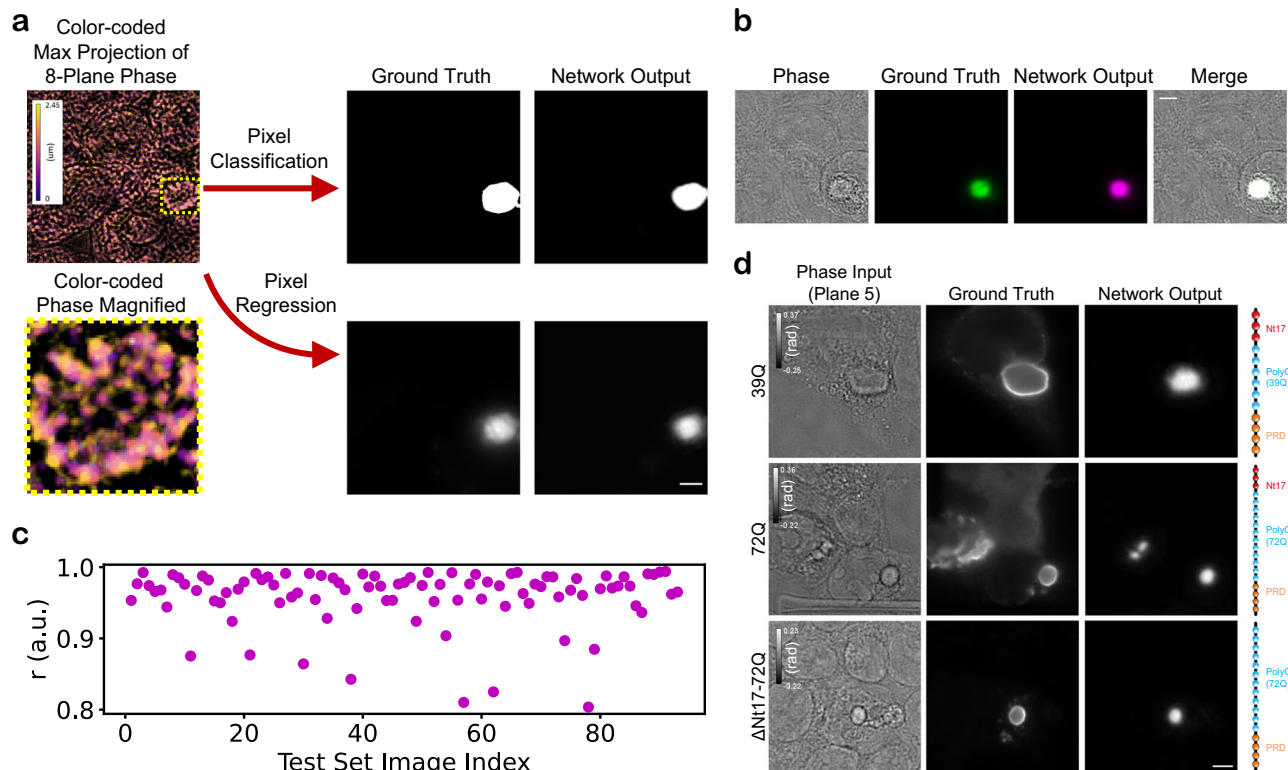 a
Color-coded
Max Projection of
8-Plane Phase
2.45
(um)
0
Pixel
Classification
Ground Truth
Network Output
Color-coded
Phase Magnified
Pixel
Regression
b
Phase
Ground Truth
Network Output
Merge
c
r (a.u.)
1.0
0.9
0.8
0
20
40
60
80
Test Set Image Index
d
Phase Input
(Plane 5)
Ground Truth
Network Output
39Q
0.37
(rad)
-0.25
Nt17
(39Q
PRD
72Q
0.36
(rad)
-0.22
Nt17
(72Q
PRD
ΔNt17-72Q
0.23
(rad)
-0.22
(72Q
PRD